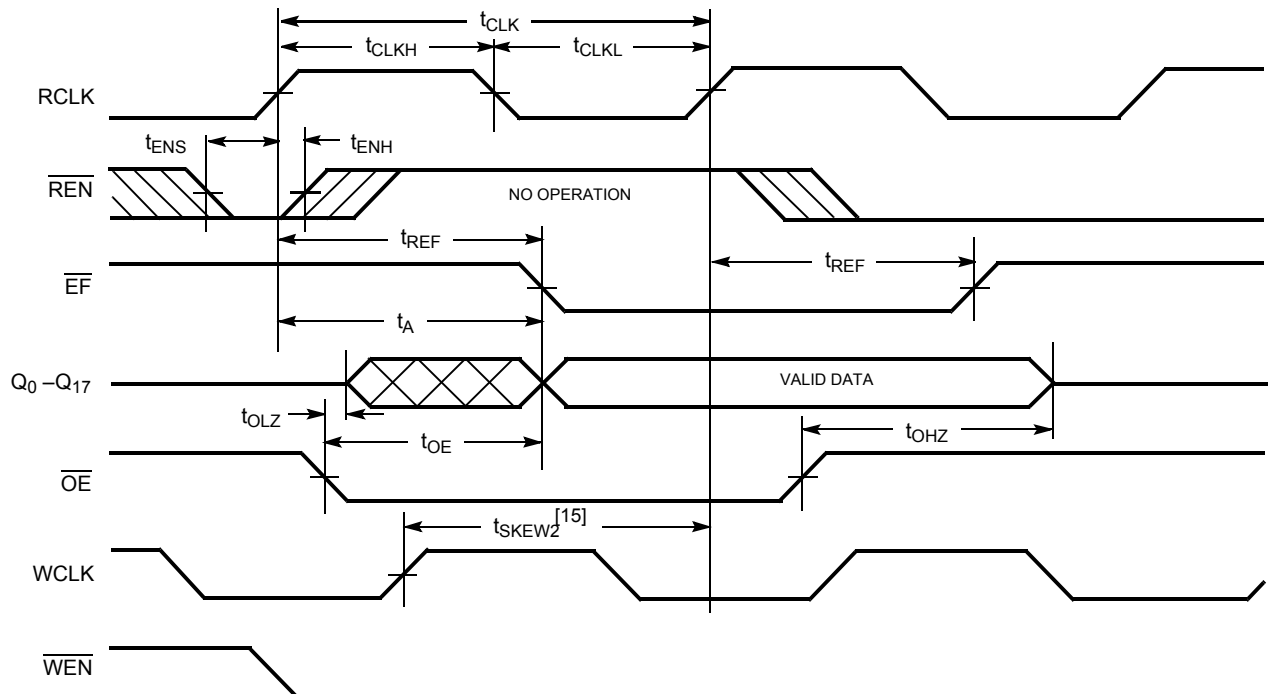 tCLK
tCLKH
tCLKL
RCLK
tENS
tENH
REN
NO OPERATION
tREF
tREF
EF
tA
Q0 –Q17
VALID DATA
tOLZ
tOE
tOHZ
OE
tSKEW2[15]
WCLK
WEN